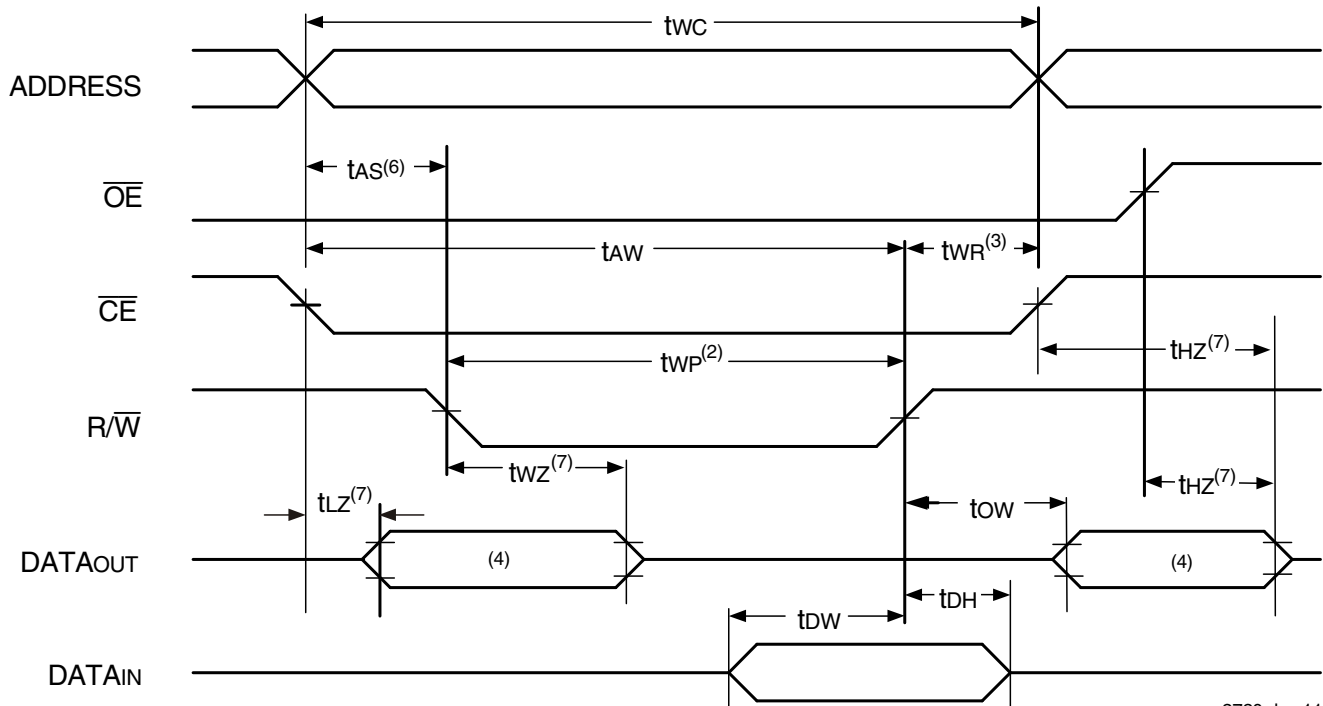 tWC
ADDRESS
tAS(6)
OE
tAW
tWR(3)
CE
tWP(2)
tHZ(7)
R/W
tWZ(7)
tHZ(7)
tLZ(7)
tOW
DATAOUT
(4)
(4)
tDH
tDW
DATAIN